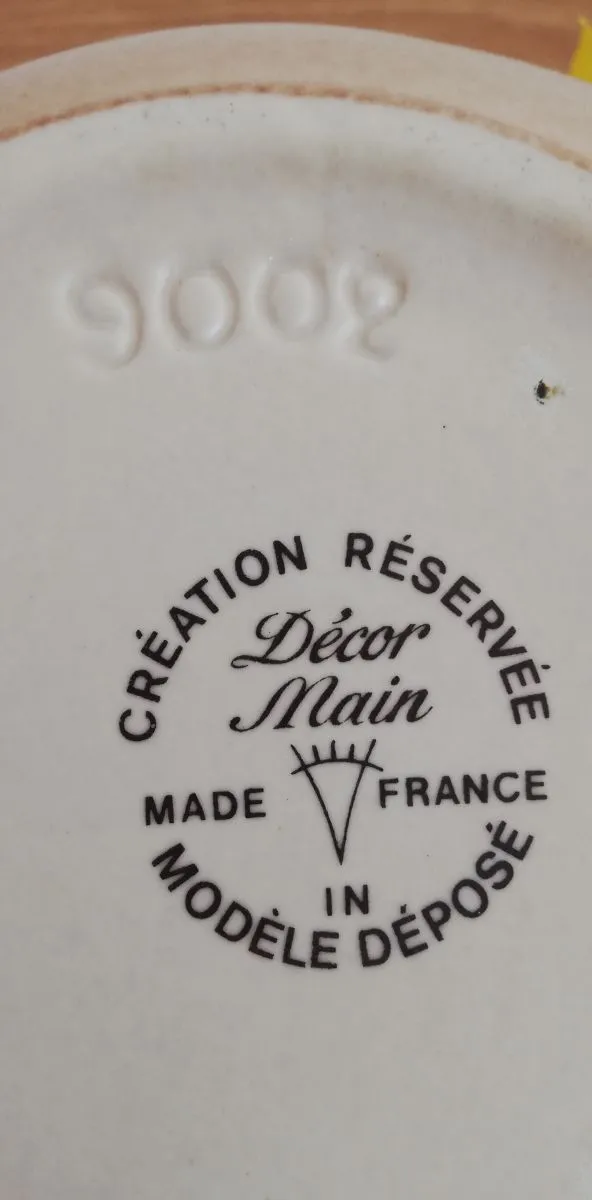 9002
CRÉATION RÉSERVÉE
Décor
Main
MADE IN FRANCE
MODÈLE DÉPOSÉ